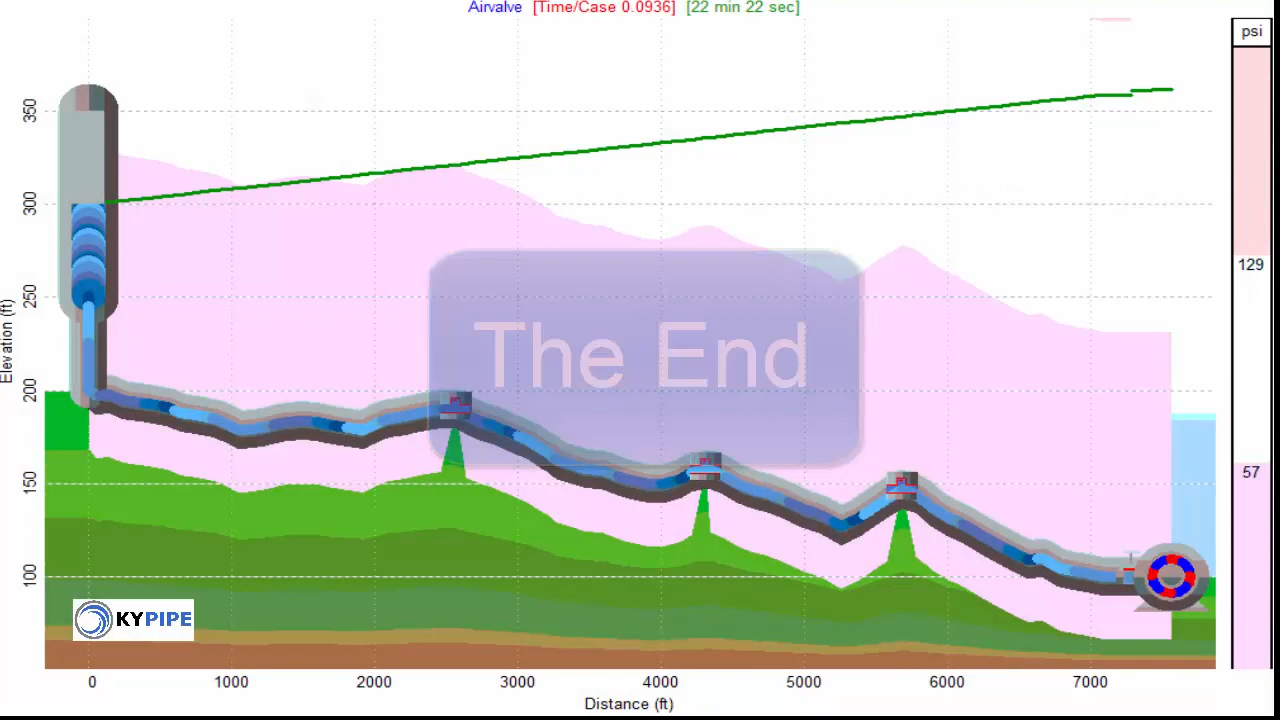 Airvalve [Time/Case 0.0936] [22 min 22 sec]
psi
350
300
250
200
150
100
Elevation (ft)
129
57
The End
KYPIPE
0 1000 2000 3000 4000 5000 6000 7000
Distance (ft)